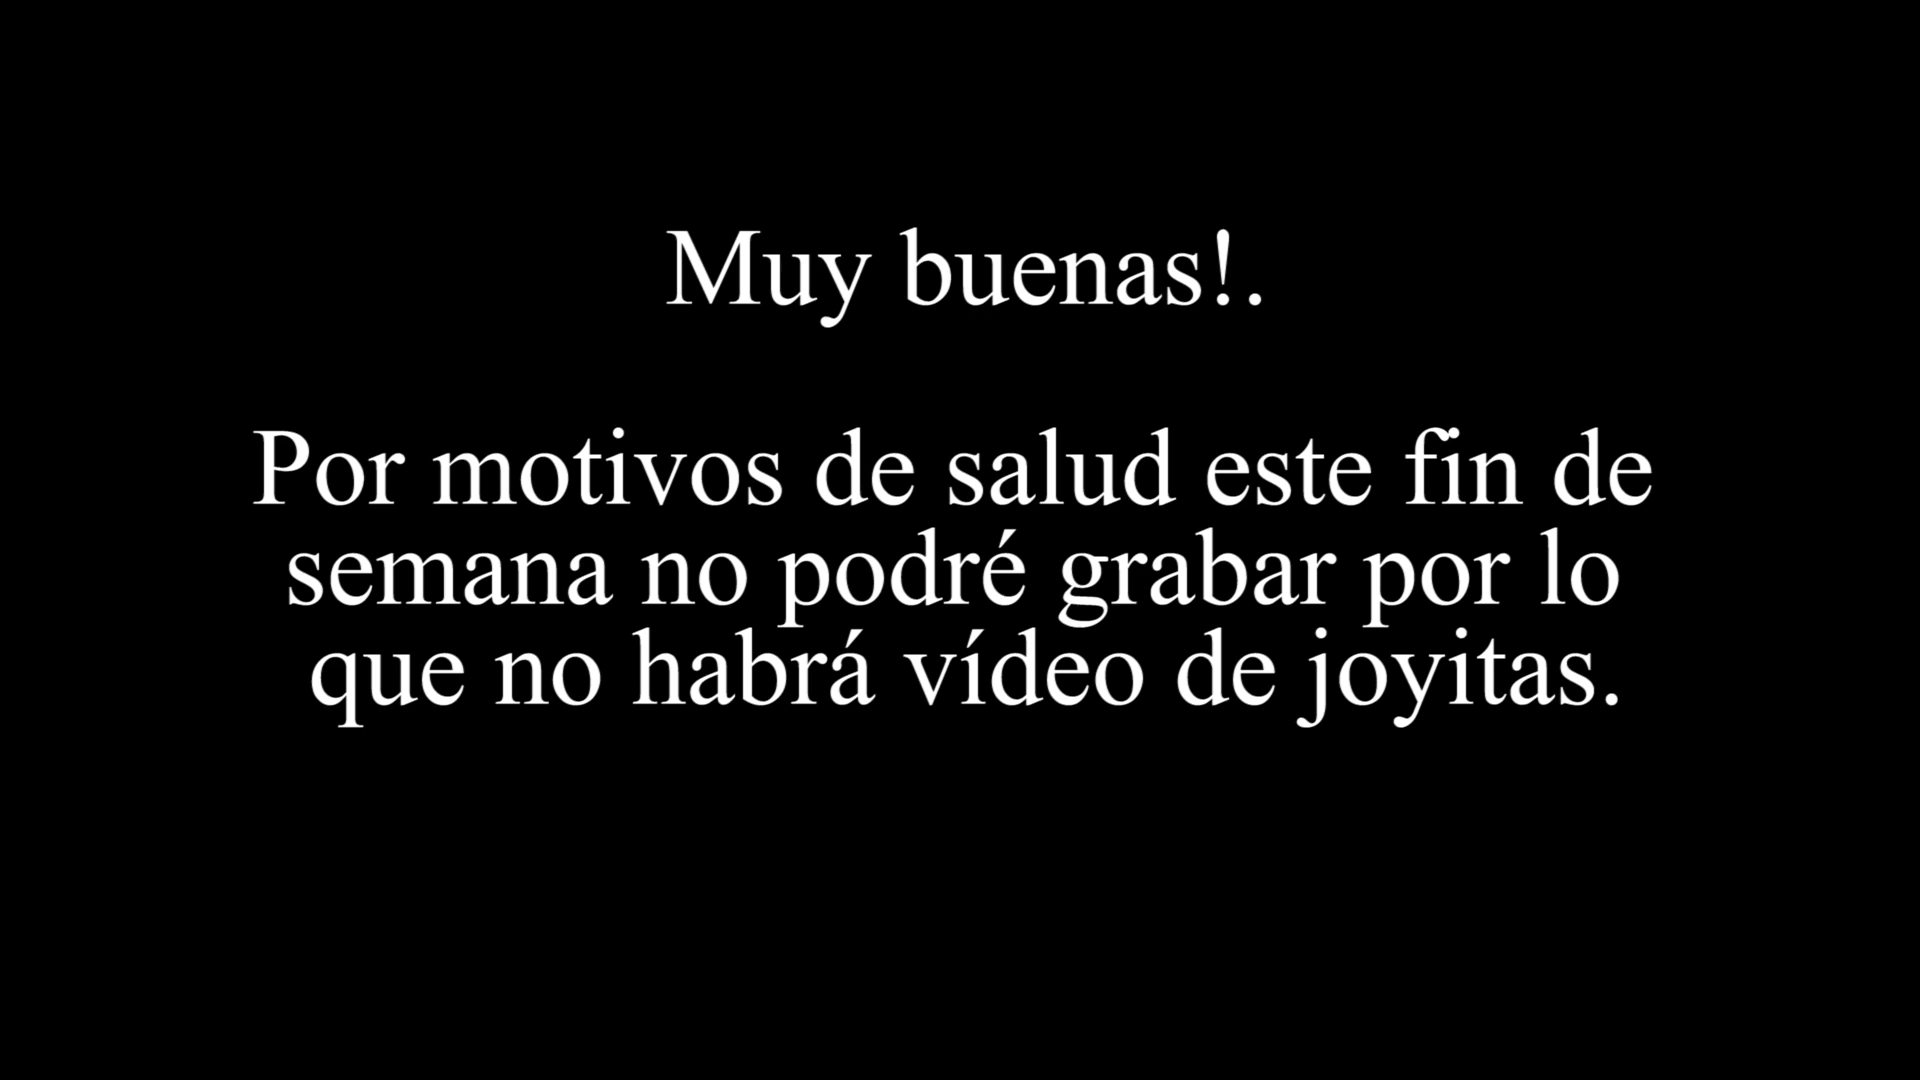 Muy buenas!.
Por motivos de salud este fin de
semana no podré grabar por lo
que no habrá vídeo de joyitas.